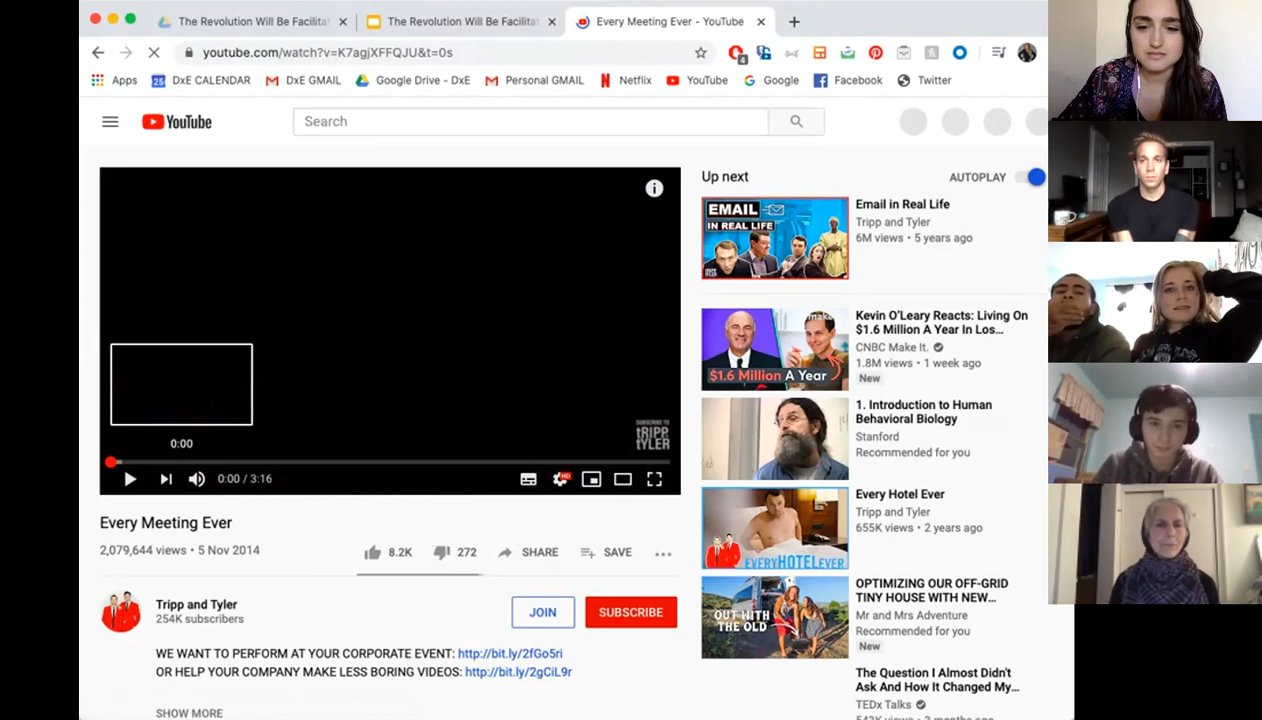 The Revolution Will Be Facilitat
The Revolution Will Be Facilitat
Every Meeting Ever - YouTube
youtube.com/watch?v=K7agjXFFQJU&t=0s
4
Apps
25
DxE CALENDAR
DxE GMAIL
Google Drive - DxE
Personal GMAIL
Netflix
YouTube
Google
Facebook
Twitter
YouTube
Search
Up next
AUTOPLAY
EMAIL
IN REAL LIFE
Email in Real Life
Tripp and Tyler
6M views • 5 years ago
$1.6 Million A Year
Kevin O'Leary Reacts: Living On
$1.6 Million A Year In Los...
CNBC Make It.
1.8M views • 1 week ago
New
1. Introduction to Human
Behavioral Biology
Stanford
Recommended for you
EVERYHOTELEVER
Every Hotel Ever
Tripp and Tyler
655K views • 2 years ago
OUT WITH
THE OLD
OPTIMIZING OUR OFF-GRID
TINY HOUSE WITH NEW...
Mr and Mrs Adventure
Recommended for you
New
The Question I Almost Didn't
Ask And How It Changed My...
TEDx Talks
SUBSCRIBE TO
tRIPP
tYLER
0:00
0:00 / 3:16
HD
Every Meeting Ever
2,079,644 views • 5 Nov 2014
8.2K
272
SHARE
SAVE
Tripp and Tyler
254K subscribers
JOIN
SUBSCRIBE
WE WANT TO PERFORM AT YOUR CORPORATE EVENT: http://bit.ly/2fGo5ri
OR HELP YOUR COMPANY MAKE LESS BORING VIDEOS: http://bit.ly/2gCiL9r
SHOW MORE